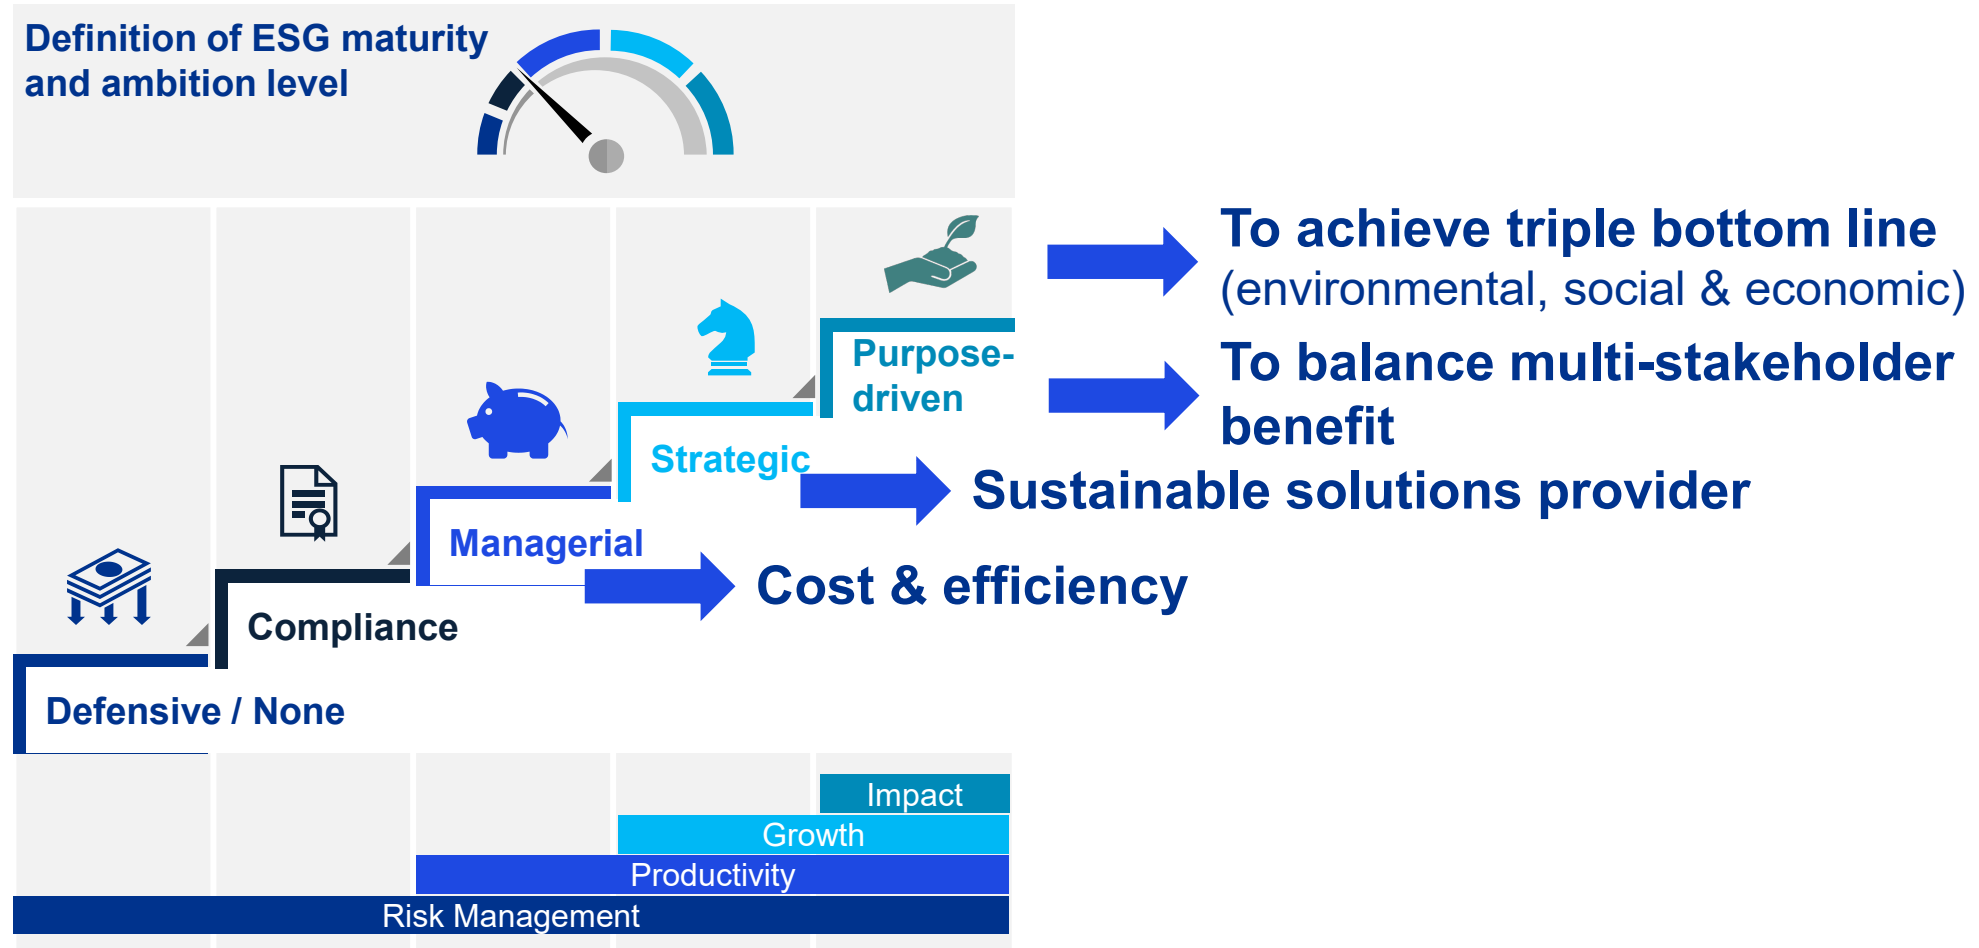 Definition of ESG maturity
and ambition level
To achieve triple bottom line
(environmental, social & economic)
Purpose-
driven
To balance multi-stakeholder
benefit
Strategic
Sustainable solutions provider
Managerial
Cost & efficiency
Compliance
Defensive / None
Impact
Growth
Productivity
Risk Management